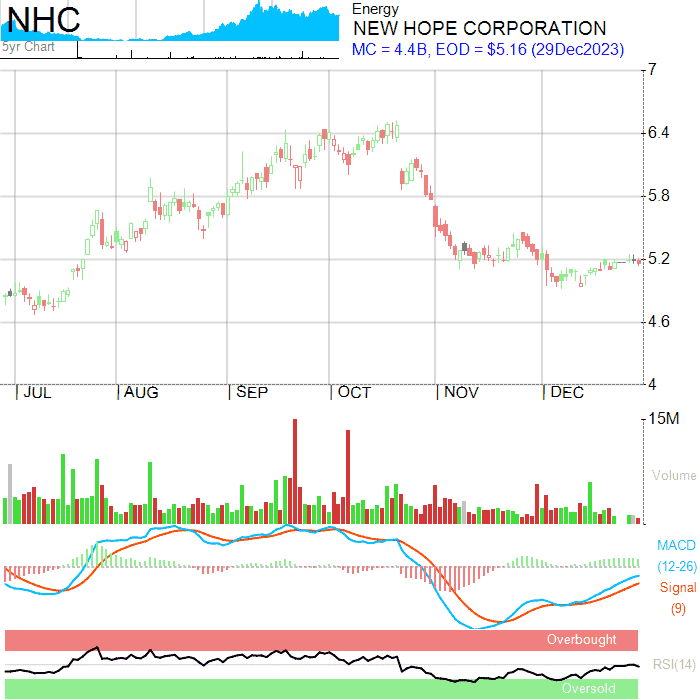 NHC
5yr Chart
Energy
NEW HOPE CORPORATION
MC = 4.4B, EOD = $5.16 (29Dec2023)
7
6.4
5.8
5.2
4.6
4
JUL AUG SEP OCT NOV DEC
15M
Volume
MACD
(12-26)
Signal
(9)
Overbought
RSI(14)
Oversold